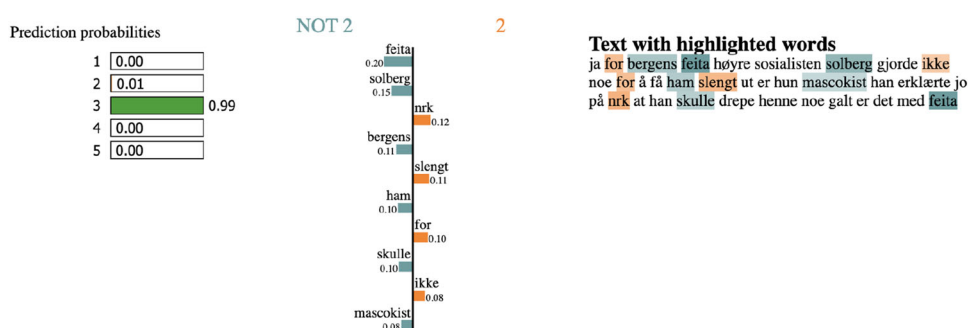 Prediction probabilities
1 0.00
2 0.01
3 0.99
4 0.00
5 0.00
NOT 2
2
feita
0.20
solberg
0.15
nrk
0.12
bergens
0.11
slengt
0.11
ham
0.10
for
0.10
skulle
0.10
ikke
0.08
mascokist
0.08
Text with highlighted words
ja for bergens feita høyre sosialisten solberg gjorde ikke
noe for å få ham slengt ut er hun mascokist han erklærte jo
på nrk at han skulle drepe henne noe galt er det med feita